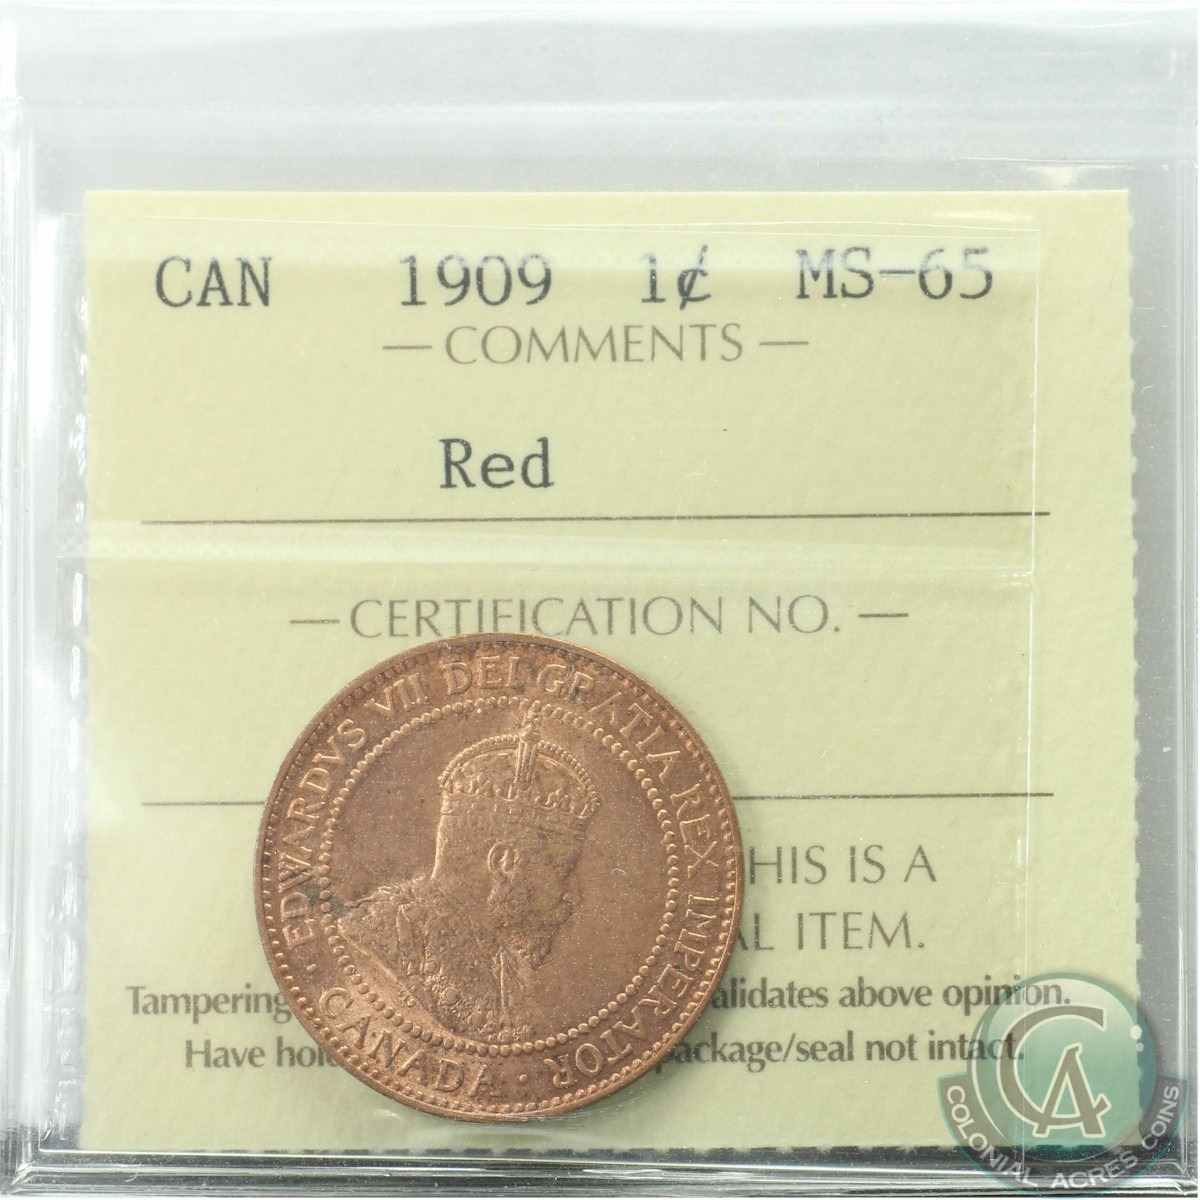 CAN 1909 1¢ MS-65
— COMMENTS —
Red
— CERTIFICATION NO. —
HIS IS A
AL ITEM.
Tampering alidates above opinion.
Have hol package/seal not intact.
EDWARDVS VII DEI GRATIA REX IMPERATOR
· CANADA ·
CA
COLONIAL ACRES COINS